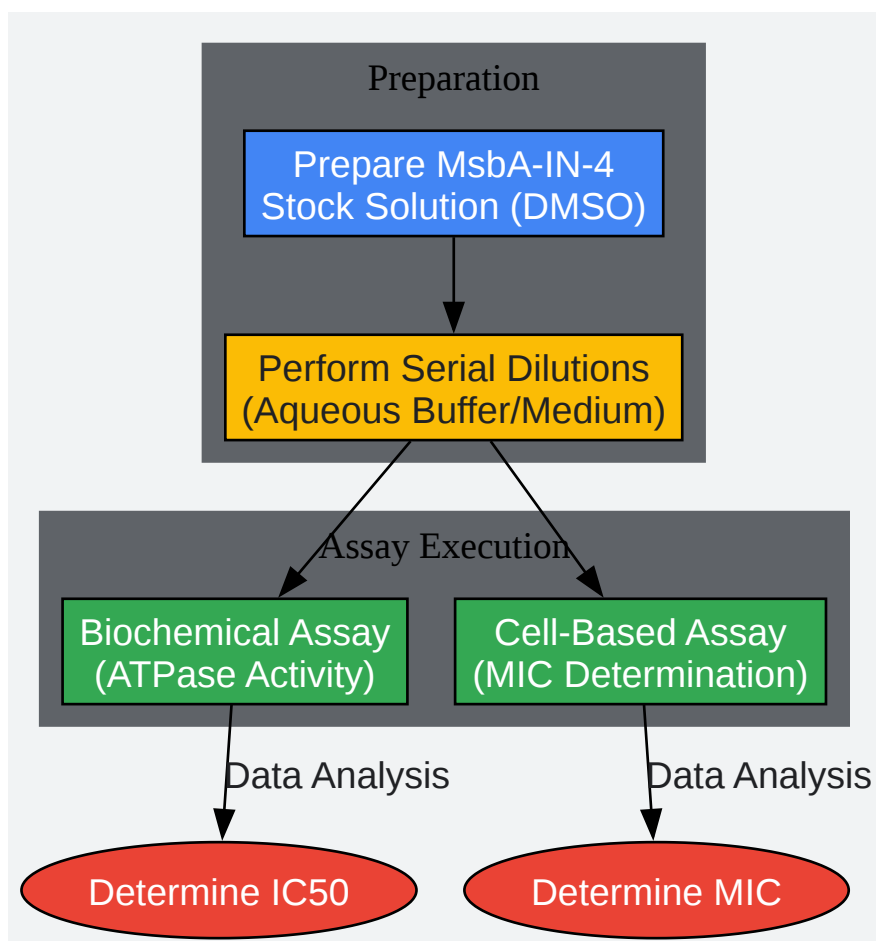 Preparation
Prepare MsbA-IN-4
Stock Solution (DMSO)
Perform Serial Dilutions
(Aqueous Buffer/Medium)
Assay Execution
Biochemical Assay
(ATPase Activity)
Cell-Based Assay
(MIC Determination)
Data Analysis
Data Analysis
Determine IC50
Determine MIC